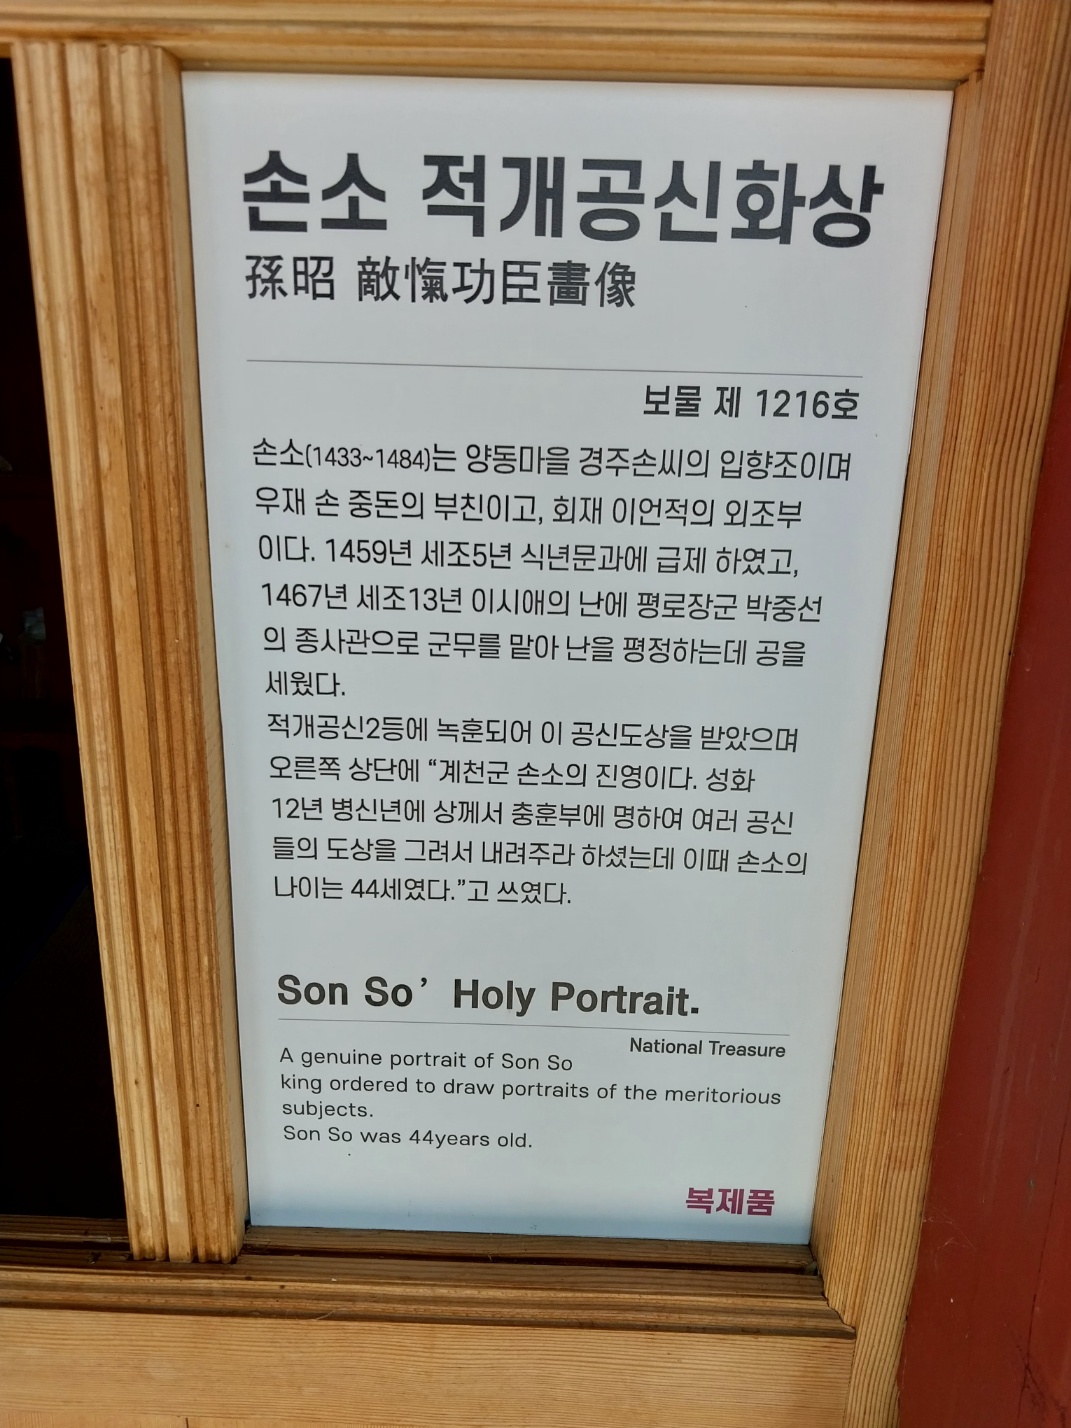 손소 적개공신화상
孫昭 敵愾功臣畵像
보물 제 1216호
손소(1433~1484)는 양동마을 경주손씨의 입향조이며
우재 손 중돈의 부친이고, 회재 이언적의 외조부
이다. 1459년 세조5년 식년문과에 급제 하였고,
1467년 세조13년 이시애의 난에 평로장군 박중선
의 종사관으로 군무를 맡아 난을 평정하는데 공을
세웠다.
적개공신2등에 녹훈되어 이 공신도상을 받았으며
오른쪽 상단에 “계천군 손소의 진영이다. 성화
12년 병신년에 상께서 충훈부에 명하여 여러 공신
들의 도상을 그려서 내려주라 하셨는데 이때 손소의
나이는 44세였다.”고 쓰였다.
Son So’ Holy Portrait.
National Treasure
A genuine portrait of Son So
king ordered to draw portraits of the meritorious
subjects.
Son So was 44years old.
복제품